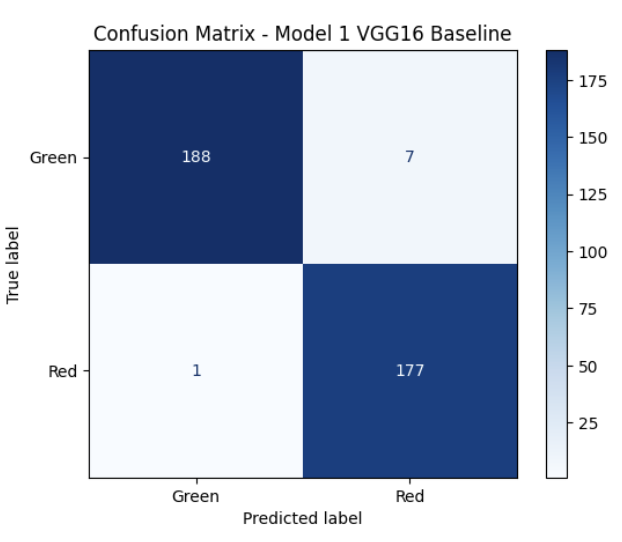 Confusion Matrix - Model 1 VGG16 Baseline
True label
Green
188
7
Red
1
177
Green
Red
Predicted label
175
150
125
100
75
50
25